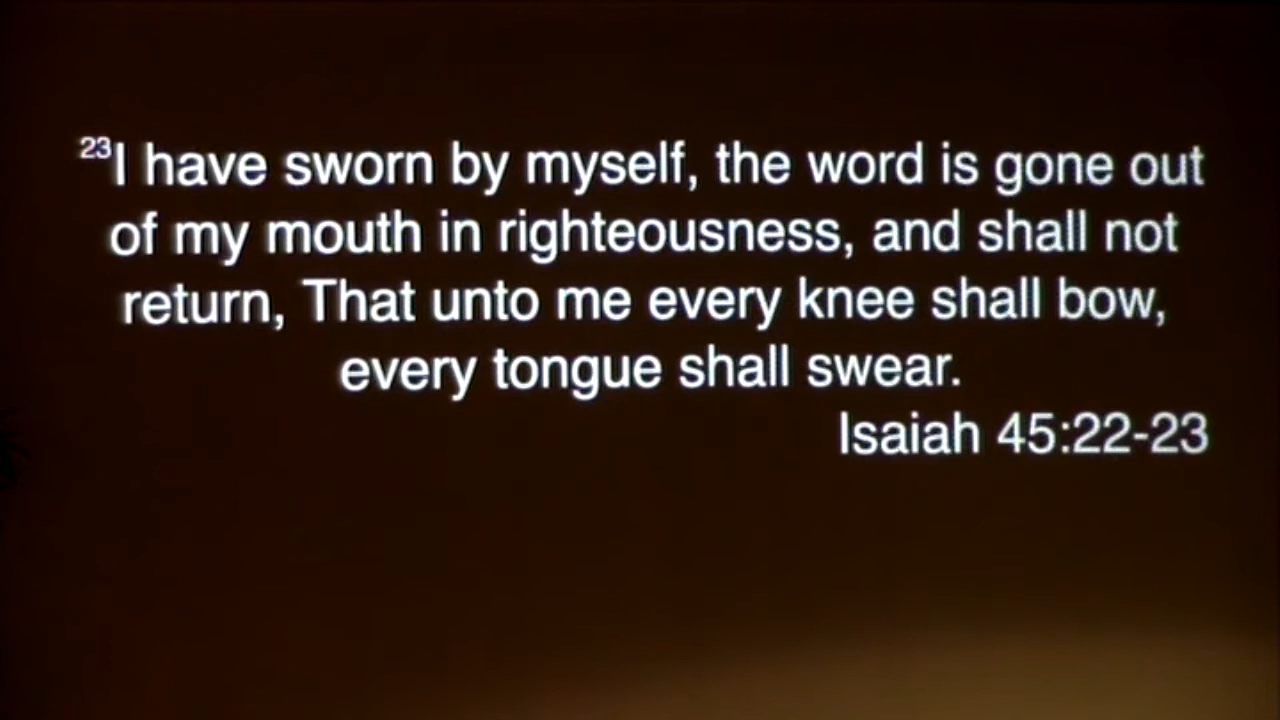 23I have sworn by myself, the word is gone out
of my mouth in righteousness, and shall not
return, That unto me every knee shall bow,
every tongue shall swear.
Isaiah 45:22-23